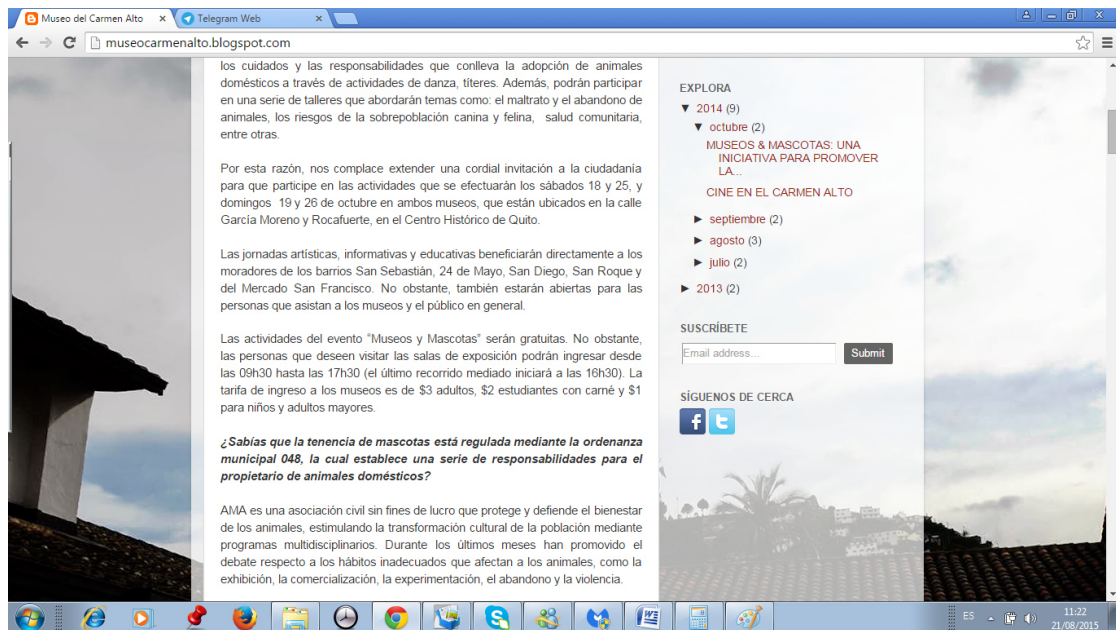 Museo del Carmen Alto
Telegram Web
museocarmenalto.blogspot.com
los cuidados y las responsabilidades que conlleva la adopción de animales
domésticos a través de actividades de danza, títeres. Además, podrán participar
en una serie de talleres que abordarán temas como: el maltrato y el abandono de
animales, los riesgos de la sobrepoblación canina y felina, salud comunitaria,
entre otras.
Por esta razón, nos complace extender una cordial invitación a la ciudadanía
para que participe en las actividades que se efectuarán los sábados 18 y 25, y
domingos 19 y 26 de octubre en ambos museos, que están ubicados en la calle
García Moreno y Rocafuerte, en el Centro Histórico de Quito.
Las jornadas artísticas, informativas y educativas beneficiarán directamente a los
moradores de los barrios San Sebastián, 24 de Mayo, San Diego, San Roque y
del Mercado San Francisco. No obstante, también estarán abiertas para las
personas que asistan a los museos y el público en general.
Las actividades del evento "Museos y Mascotas" serán gratuitas. No obstante,
las personas que deseen visitar las salas de exposición podrán ingresar desde
las 09h30 hasta las 17h30 (el último recorrido mediado iniciará a las 16h30). La
tarifa de ingreso a los museos es de $3 adultos, $2 estudiantes con carné y $1
para niños y adultos mayores.
¿Sabías que la tenencia de mascotas está regulada mediante la ordenanza
municipal 048, la cual establece una serie de responsabilidades para el
propietario de animales domésticos?
AMA es una asociación civil sin fines de lucro que protege y defiende el bienestar
de los animales, estimulando la transformación cultural de la población mediante
programas multidisciplinarios. Durante los últimos meses han promovido el
debate respecto a los hábitos inadecuados que afectan a los animales, como la
exhibición, la comercialización, la experimentación, el abandono y la violencia.
EXPLORA
▼ 2014 (9)
▼ octubre (2)
MUSEOS & MASCOTAS: UNA
INICIATIVA PARA PROMOVER
LA...
CINE EN EL CARMEN ALTO
► septiembre (2)
► agosto (3)
► julio (2)
► 2013 (2)
SUSCRÍBETE
Email address...
Submit
SÍGUENOS DE CERCA
ES
11:22
21/08/2015